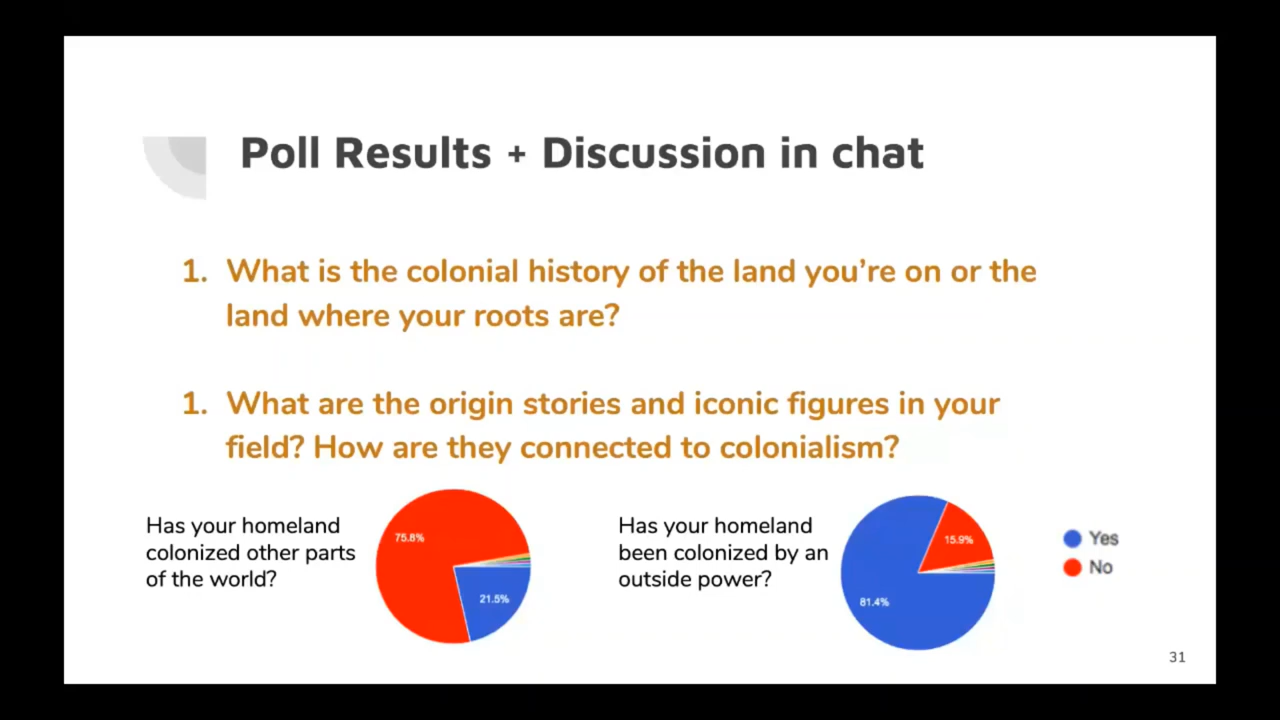 Poll Results + Discussion in chat
1. What is the colonial history of the land you're on or the
land where your roots are?
1. What are the origin stories and iconic figures in your
field? How are they connected to colonialism?
Has your homeland
colonized other parts
of the world?
75.8%
21.5%
Has your homeland
been colonized by an
outside power?
15.9%
81.4%
Yes
No
31